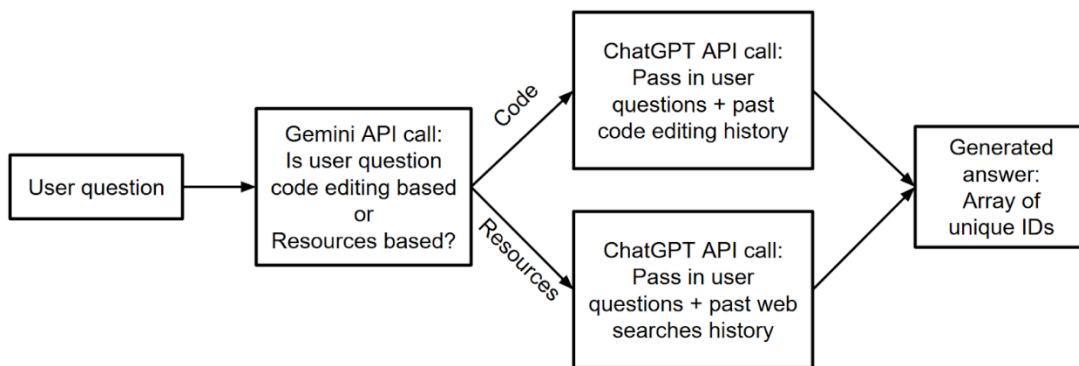 User question
Gemini API call:
Is user question
code editing based
or
Resources based?
Code
Resources
ChatGPT API call:
Pass in user
questions + past
code editing history
ChatGPT API call:
Pass in user
questions + past web
searches history
Generated
answer:
Array of
unique IDs